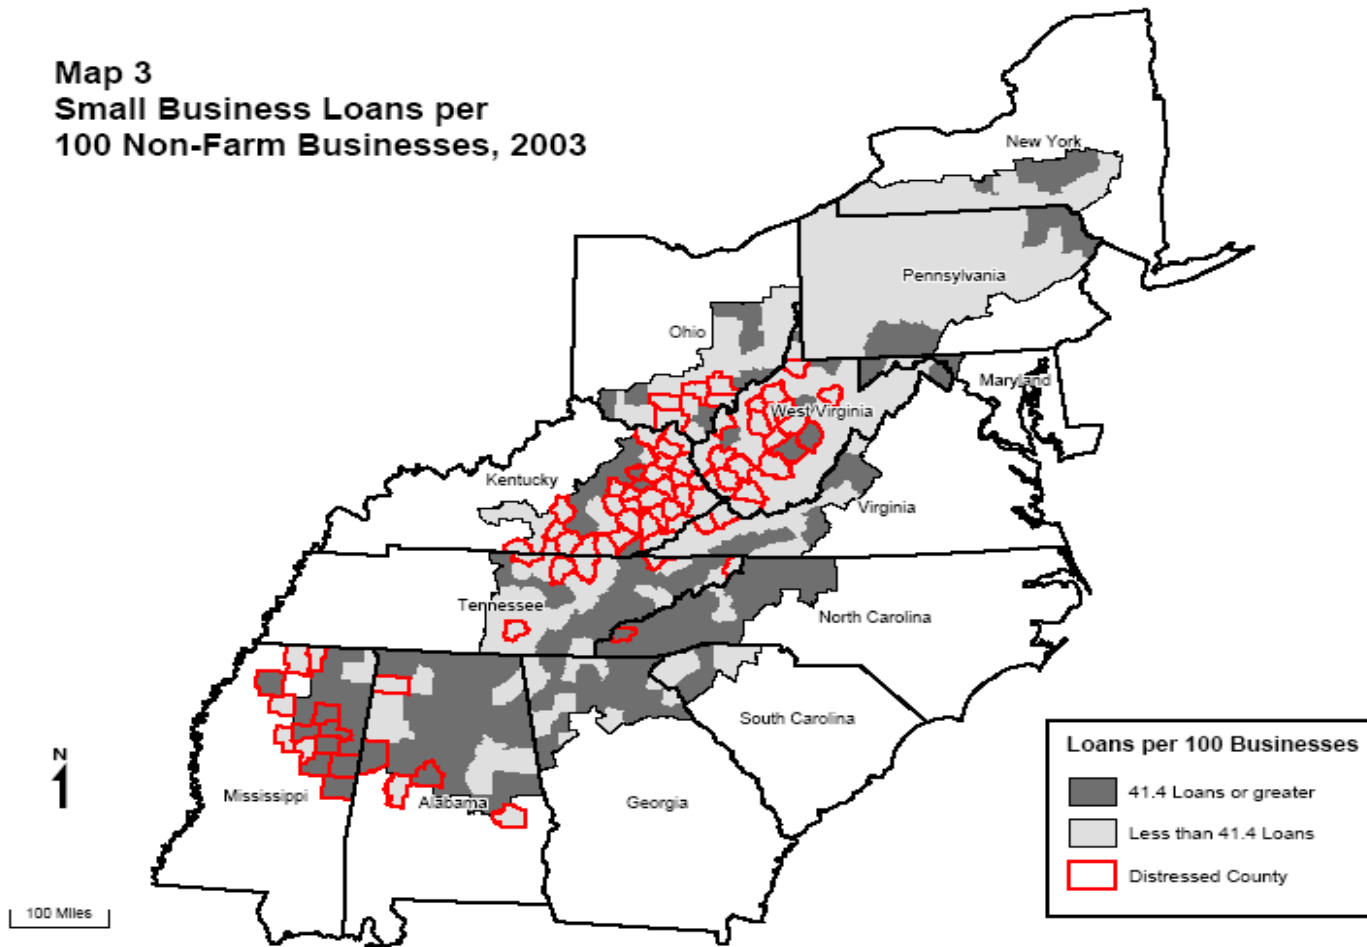 Map 3
Small Business Loans per
100 Non-Farm Businesses, 2003
New York
Pennsylvania
Ohio
Maryland
West Virginia
Kentucky
Virginia
Tennessee
North Carolina
South Carolina
Mississippi
Alabama
Georgia
N
100 Miles
Loans per 100 Businesses
41.4 Loans or greater
Less than 41.4 Loans
Distressed County